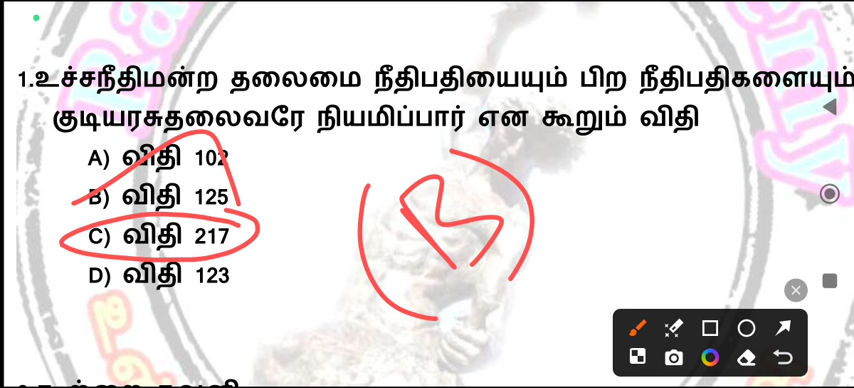 1.உச்சநீதிமன்ற தலைமை நீதிபதியையும் பிற நீதிபதிகளையும்
குடியரசுதலைவரே நியமிப்பார் என கூறும் விதி
A) விதி 102
B) விதி 125
C) விதி 217
D) விதி 123
B